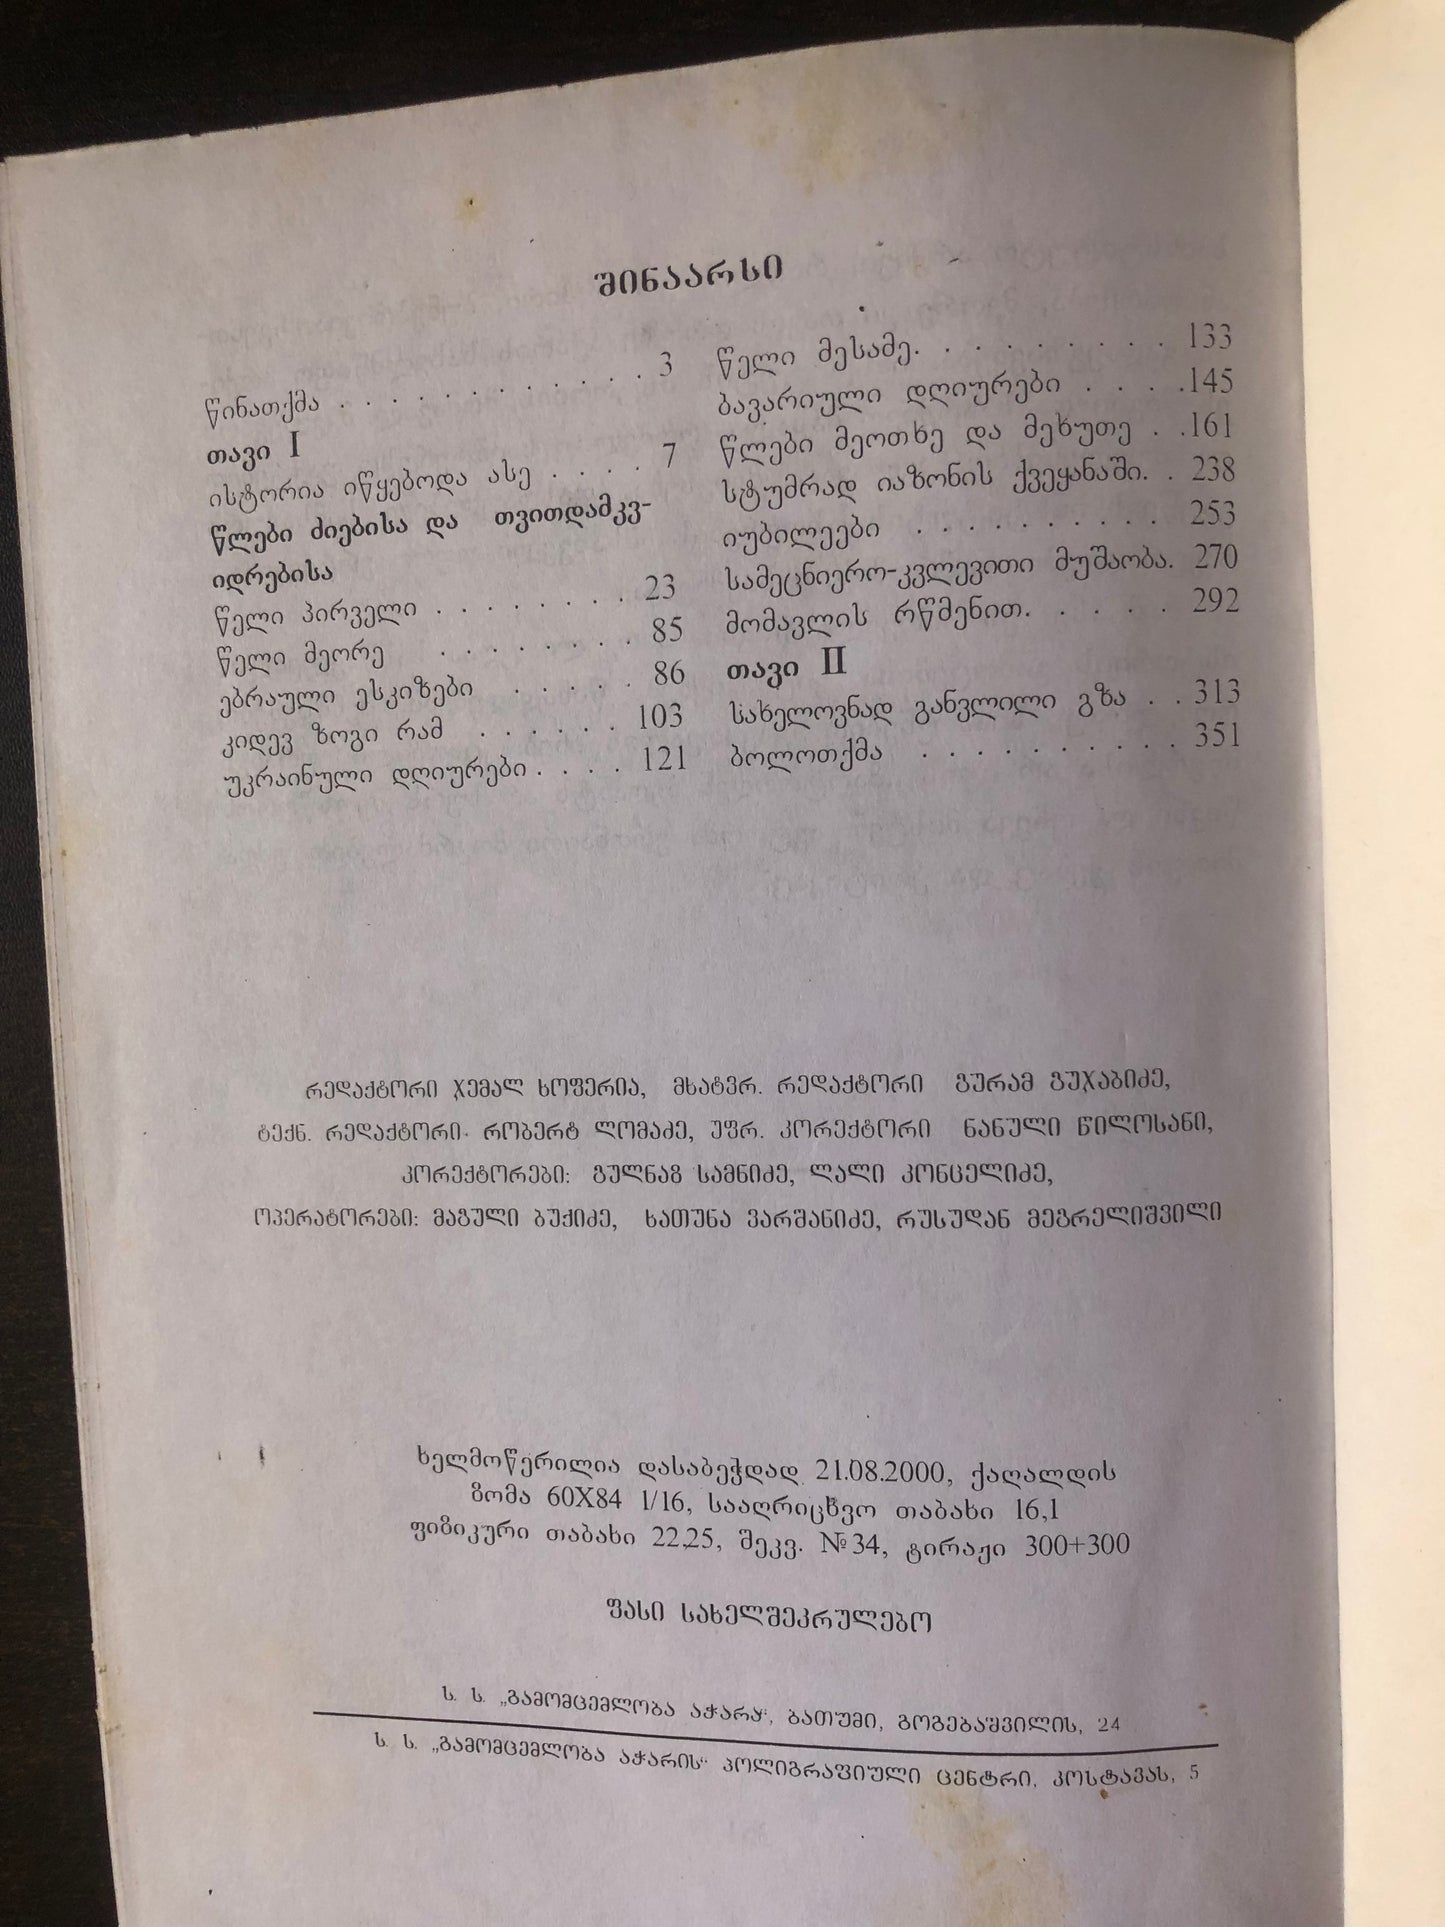 შინაარსი
წინათქმა . . . . . . . . . . . . 3
თავი I
ისტორია იწყებოდა ასე . . . . 7
წლები ძიებისა და თვითდამკვ-
იდრებისა
წელი პირველი . . . . . . . . 23
წელი მეორე . . . . . . . . 85
ებრაული ესკიზები . . . . . 86
კიდევ ზოგი რამ . . . . . . 103
უკრაინული დღიურები . . . . 121
წელი მესამე. . . . . . . . . . 133
ბავარიული დღიურები . . . .145
წლები მეოთხე და მეხუთე . .161
სტუმრად იაზონის ქვეყანაში. . 238
იუბილეები . . . . . . . . . . 253
სამეცნიერო-კვლევითი მუშაობა. 270
მომავლის რწმენით. . . . . . 292
თავი II
სახელოვნად განვლილი გზა . . 313
ბოლოთქმა . . . . . . . . . . 351
რედაქტორი ჯემალ ხოფერია, მხატვრ. რედაქტორი გურამ გუჯაბიძე,
ტექნ. რედაქტორი რობერტ ლომაძე, უფრ. კორექტორი ნანული წილოსანი,
კორექტორები: გულნაზ სამნიძე, ლალი კონცელიძე,
ოპერატორები: მაგული ბუქიძე, ხათუნა ვარშანიძე, რუსუდან მეგრელიშვილი
ხელმოწერილია დასაბეჭდად 21.08.2000, ქაღალდის
ზომა 60X84 1/16, სააღრიცხვო თაბახი 16,1
ფიზიკური თაბახი 22,25, შეკვ. №34, ტირაჟი 300+300
ფასი სახელშეკრულებო
ს. ს. „გამომცემლობა აჭარა“, ბათუმი, გოგებაშვილის, 24
ს. ს. „გამომცემლობა აჭარის“ პოლიგრაფიული ცენტრი, კოსტავას, 5